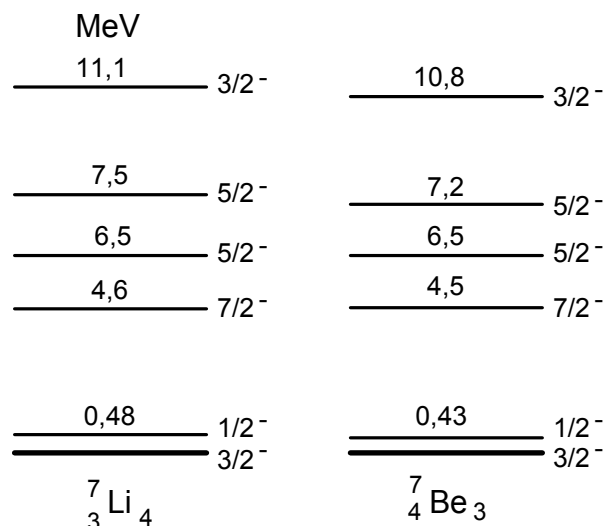 MeV
11,1 3/2⁻ 10,8 3/2⁻
7,5 5/2⁻ 7,2 5/2⁻
6,5 5/2⁻ 6,5 5/2⁻
4,6 7/2⁻ 4,5 7/2⁻
0,48 1/2⁻ 0,43 1/2⁻
3/2⁻ 3/2⁻
⁷₃Li₄ ⁷₄Be₃